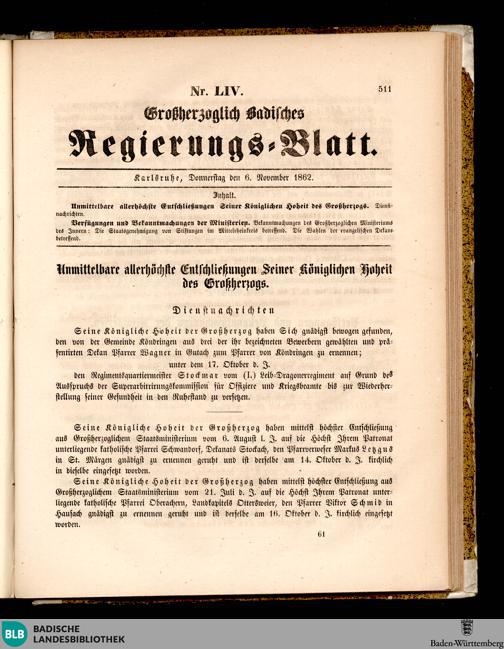 Nr. LIV. 511
Großherzoglich Badisches
Regierungs-Blatt.
Karlsruhe, Donnerstag den 6. November 1862.
Inhalt.
Unmittelbare allerhöchste Entschließungen Seiner Königlichen Hoheit des Großherzogs. Dienst-
nachrichten.
Verfügungen und Bekanntmachungen der Ministerien. Bekanntmachungen des Großherzoglichen Ministeriums
des Innern: Die Staatsgenehmigung von Stiftungen im Mittelrheinkreis betreffend. Die Wahlen der evangelischen Dekane
betreffend.
Unmittelbare allerhöchste Entschließungen Seiner Königlichen Hoheit
des Großherzogs.
Dienstnachrichten
Seine Königliche Hoheit der Großherzog haben Sich gnädigst bewogen gefunden,
den von der Gemeinde Köndringen aus drei der ihr bezeichneten Bewerbern gewählten und prä-
sentirten Dekan Pfarrer Wagner in Gutach zum Pfarrer von Köndringen zu ernennen;
unter dem 17. Oktober d. J.
den Regimentsquartiermeister Stockmar vom (I.) Leib-Dragonerregiment auf Grund des
Ausspruchs der Superarbitrirungskommission für Offiziere und Kriegsbeamte bis zur Wiederher-
stellung seiner Gesundheit in den Ruhestand zu versetzen.
Seine Königliche Hoheit der Großherzog haben mittelst höchster Entschließung
aus Großherzoglichem Staatsministerium vom 6. August l. J. auf die Höchst Ihrem Patronat
unterliegende katholische Pfarrei Schwandorf, Dekanats Stockach, den Pfarrverweser Markus Letzgus
in St. Märgen gnädigst zu ernennen geruht und ist derselbe am 14. Oktober d. J. kirchlich
in dieselbe eingesetzt worden.
Seine Königliche Hoheit der Großherzog haben mittelst höchster Entschließung aus
Großherzoglichem Staatsministerium vom 21. Juli d. J. auf die Höchst Ihrem Patronat unter-
liegende katholische Pfarrei Oberachern, Landkapitels Ottersweier, den Pfarrer Viktor Schmid in
Hausach gnädigst zu ernennen geruht und ist derselbe am 16. Oktober d. J. kirchlich eingesetzt
worden.
61
BLB BADISCHE
LANDESBIBLIOTHEK
Baden-Württemberg